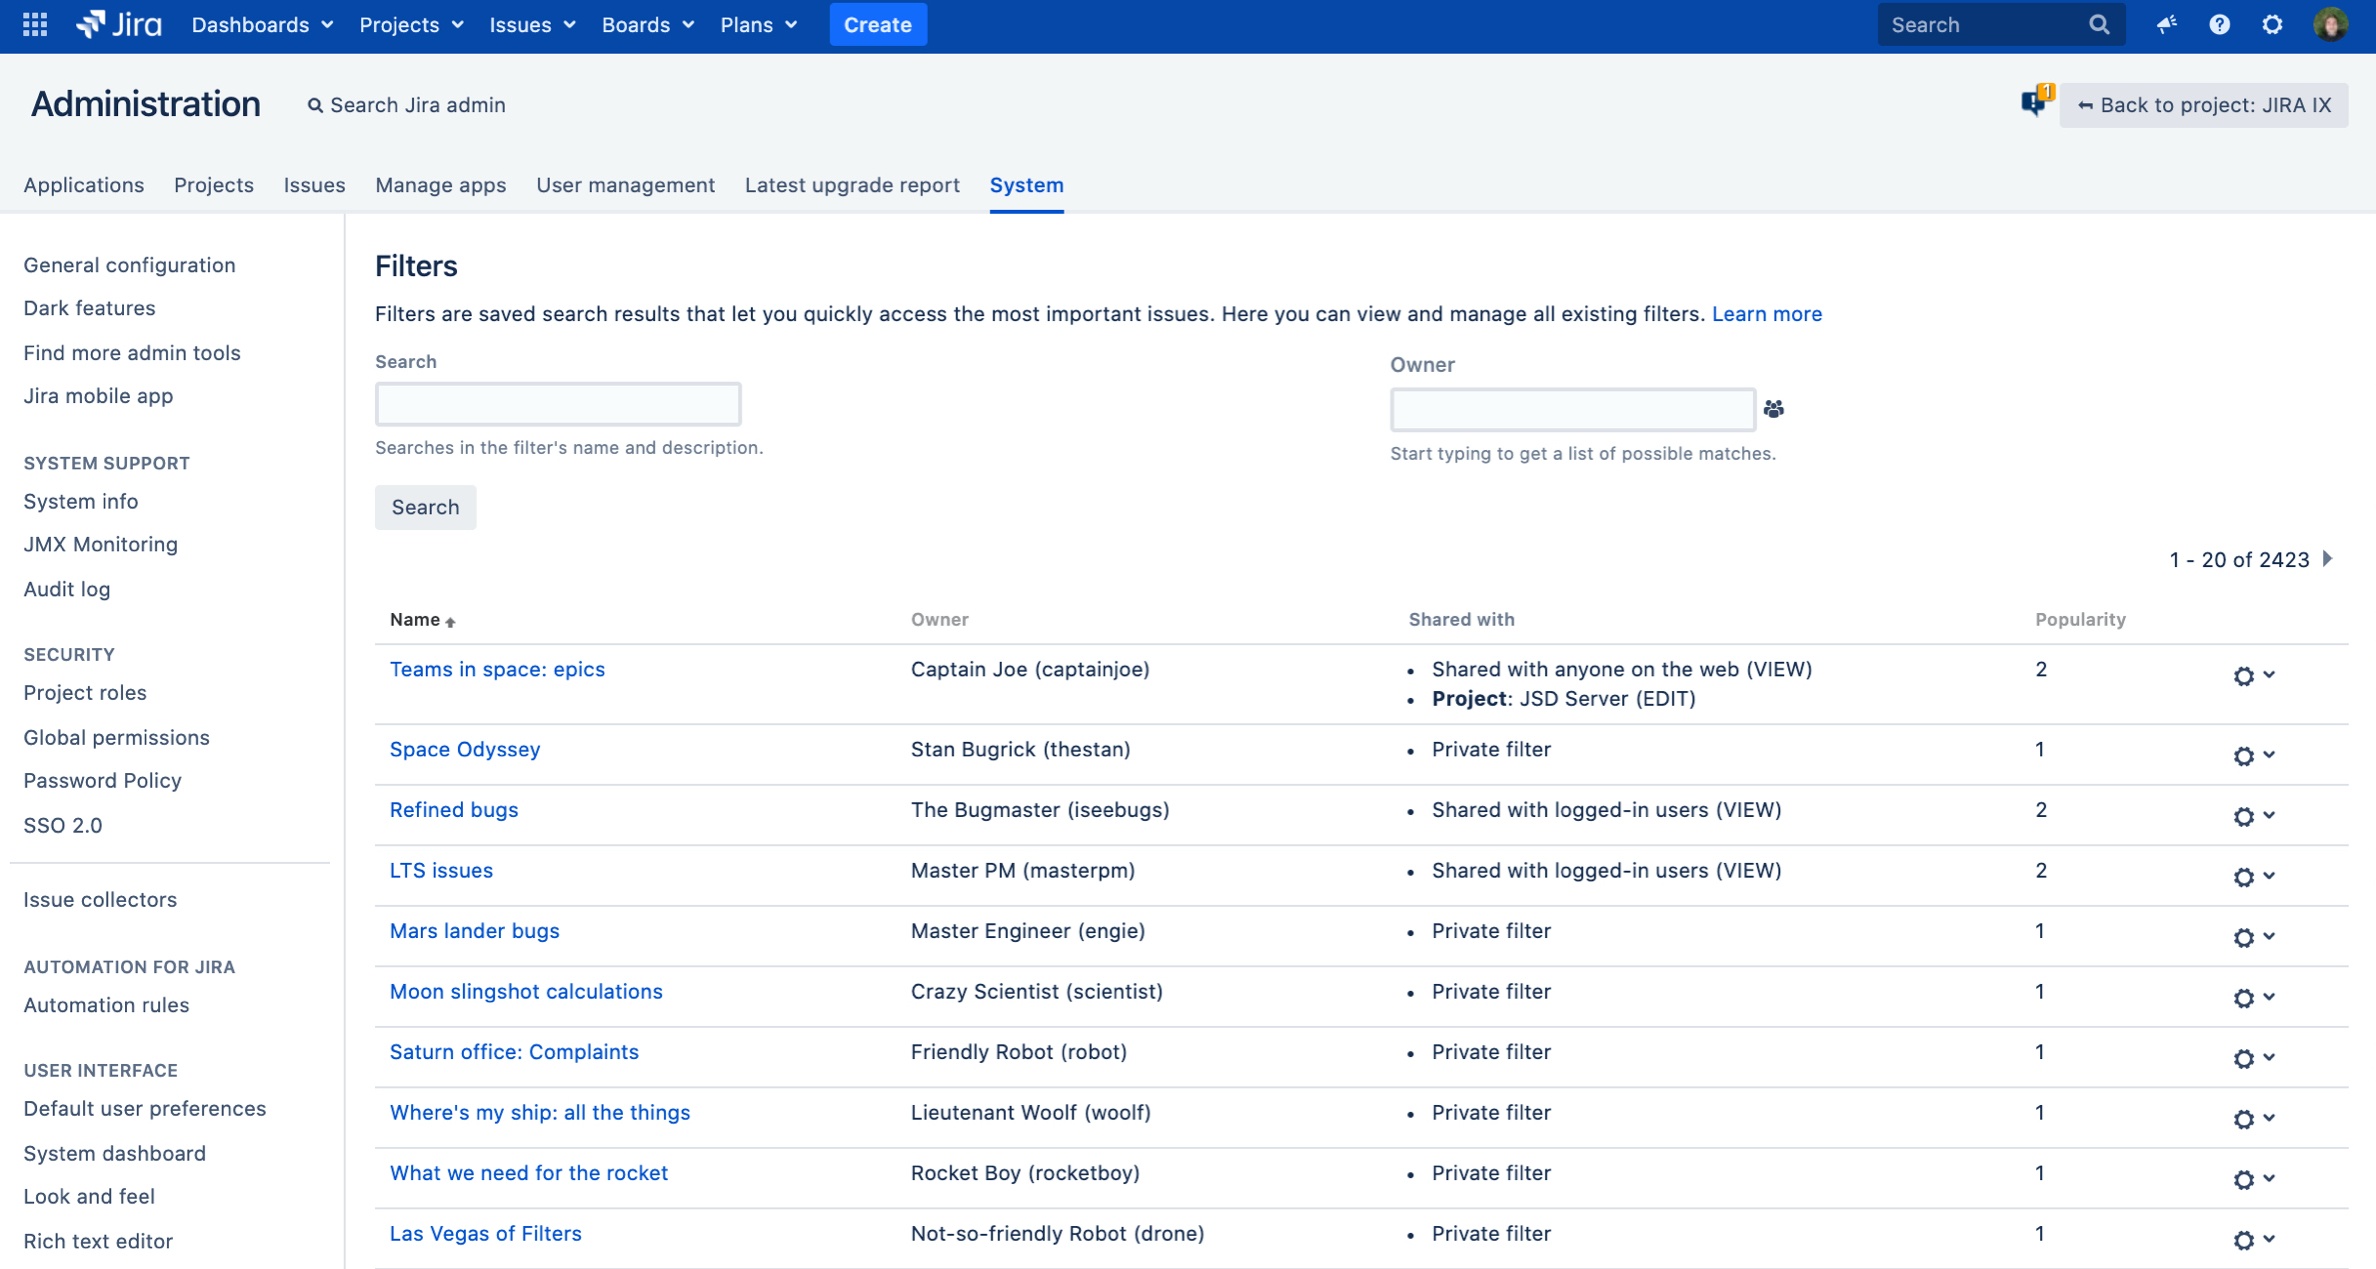 Jira Dashboards Projects Issues Boards Plans Create Search
Administration Search Jira admin 1 Back to project: JIRA IX
Applications Projects Issues Manage apps User management Latest upgrade report System
General configuration
Dark features
Find more admin tools
Jira mobile app
SYSTEM SUPPORT
System info
JMX Monitoring
Audit log
SECURITY
Project roles
Global permissions
Password Policy
SSO 2.0
Issue collectors
AUTOMATION FOR JIRA
Automation rules
USER INTERFACE
Default user preferences
System dashboard
Look and feel
Rich text editor
Filters
Filters are saved search results that let you quickly access the most important issues. Here you can view and manage all existing filters. Learn more
Search
Searches in the filter's name and description.
Owner
Start typing to get a list of possible matches.
Search
1 - 20 of 2423
Name Owner Shared with Popularity
Teams in space: epics Captain Joe (captainjoe) • Shared with anyone on the web (VIEW) 2
• Project: JSD Server (EDIT)
Space Odyssey Stan Bugrick (thestan) • Private filter 1
Refined bugs The Bugmaster (iseebugs) • Shared with logged-in users (VIEW) 2
LTS issues Master PM (masterpm) • Shared with logged-in users (VIEW) 2
Mars lander bugs Master Engineer (engie) • Private filter 1
Moon slingshot calculations Crazy Scientist (scientist) • Private filter 1
Saturn office: Complaints Friendly Robot (robot) • Private filter 1
Where's my ship: all the things Lieutenant Woolf (woolf) • Private filter 1
What we need for the rocket Rocket Boy (rocketboy) • Private filter 1
Las Vegas of Filters Not-so-friendly Robot (drone) • Private filter 1